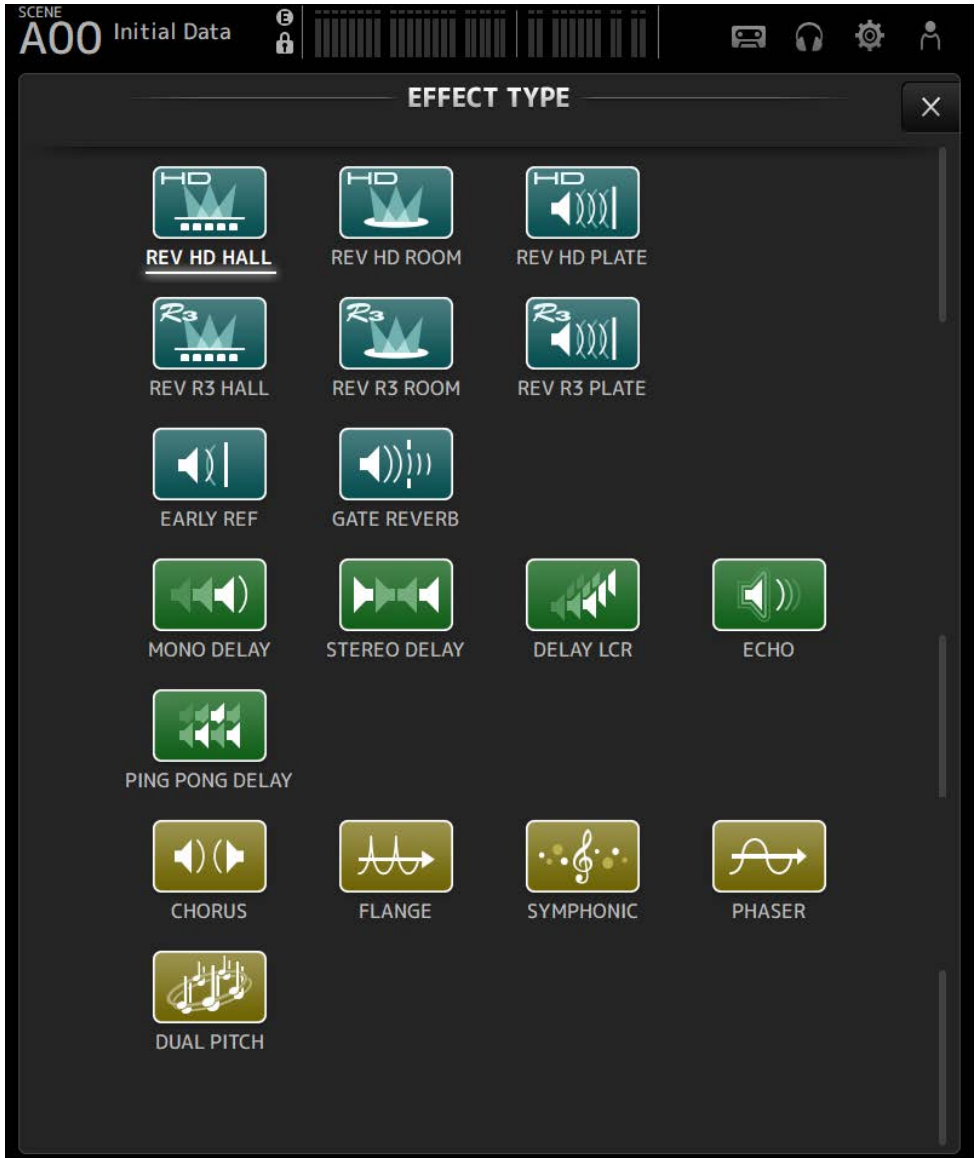 SCENE
A00 Initial Data
E
EFFECT TYPE
HD HD HD
REV HD HALL REV HD ROOM REV HD PLATE
R3 R3 R3
REV R3 HALL REV R3 ROOM REV R3 PLATE
EARLY REF GATE REVERB
MONO DELAY STEREO DELAY DELAY LCR ECHO
PING PONG DELAY
CHORUS FLANGE SYMPHONIC PHASER
DUAL PITCH